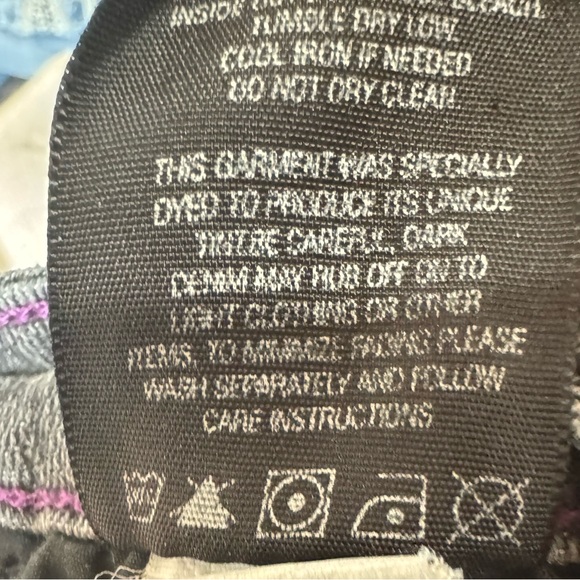 INSIDE
TUMBLE DRY LOW
COOL IRON IF NEEDED
DO NOT DRY CLEAN
THIS GARMENT WAS SPECIALLY
DYED TO PRODUCE ITS UNIQUE
BE CAREFUL. DARK
DENIM MAY RUB OFF ON TO
LIGHT CLOTHING OR OTHER
ITEMS. TO MINIMIZE FADING PLEASE
WASH SEPARATELY AND FOLLOW
CARE INSTRUCTIONS